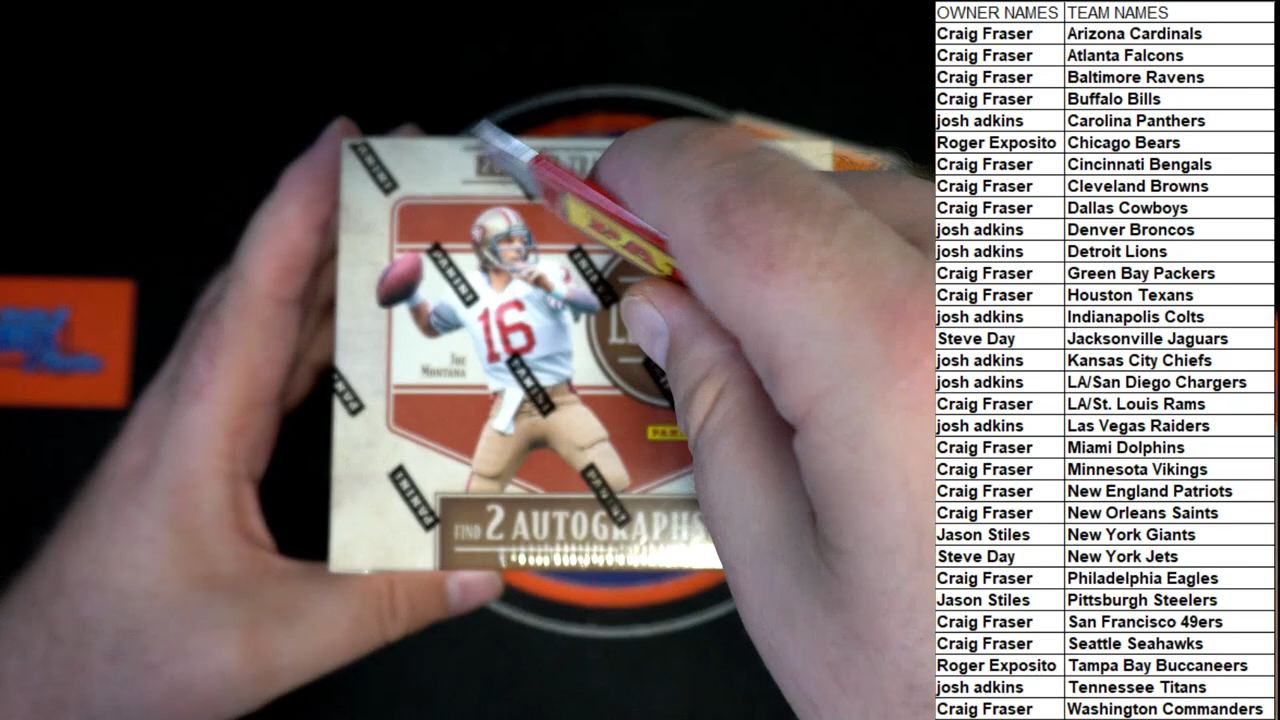 OWNER NAMES TEAM NAMES
Craig Fraser Arizona Cardinals
Craig Fraser Atlanta Falcons
Craig Fraser Baltimore Ravens
Craig Fraser Buffalo Bills
josh adkins Carolina Panthers
Roger Exposito Chicago Bears
Craig Fraser Cincinnati Bengals
Craig Fraser Cleveland Browns
Craig Fraser Dallas Cowboys
josh adkins Denver Broncos
josh adkins Detroit Lions
Craig Fraser Green Bay Packers
Craig Fraser Houston Texans
josh adkins Indianapolis Colts
Steve Day Jacksonville Jaguars
josh adkins Kansas City Chiefs
josh adkins LA/San Diego Chargers
Craig Fraser LA/St. Louis Rams
josh adkins Las Vegas Raiders
Craig Fraser Miami Dolphins
Craig Fraser Minnesota Vikings
Craig Fraser New England Patriots
Craig Fraser New Orleans Saints
Jason Stiles New York Giants
Steve Day New York Jets
Craig Fraser Philadelphia Eagles
Jason Stiles Pittsburgh Steelers
Craig Fraser San Francisco 49ers
Craig Fraser Seattle Seahawks
Roger Exposito Tampa Bay Buccaneers
josh adkins Tennessee Titans
Craig Fraser Washington Commanders
PANINI
PANINI
PANINI
PANINI
PANINI
16
Joe
Montana
FIND 2 AUTOGRAPHS